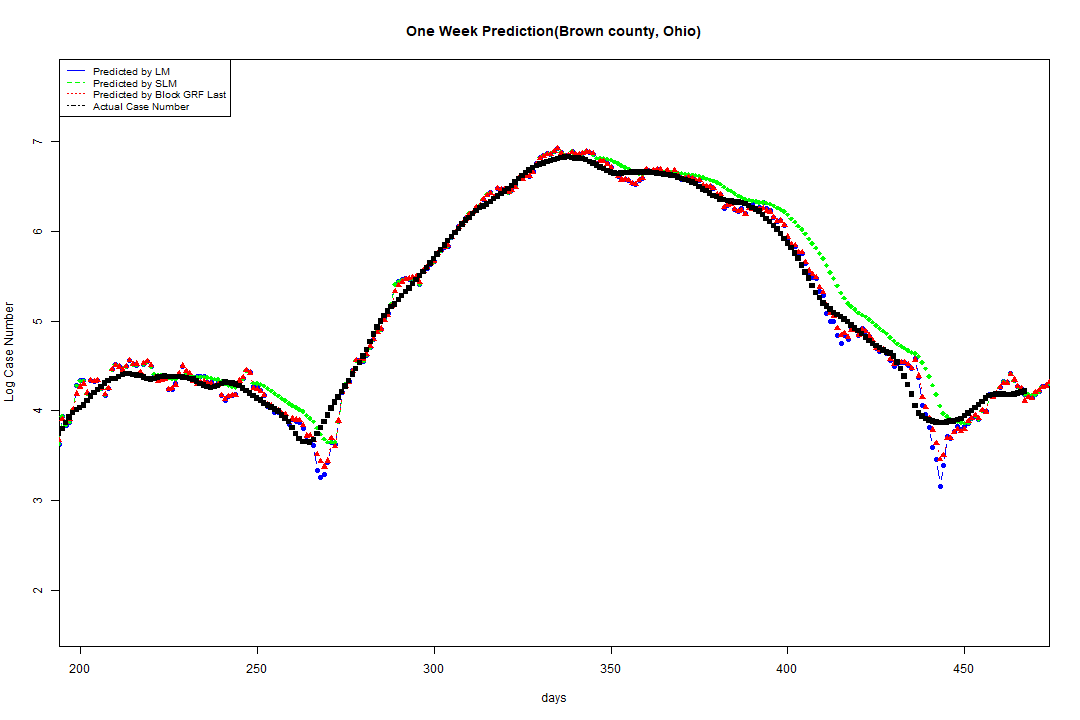 One Week Prediction(Brown county, Ohio)
Predicted by LM
Predicted by SLM
Predicted by Block GRF Last
Actual Case Number
Log Case Number
7
6
5
4
3
2
200 250 300 350 400 450
days